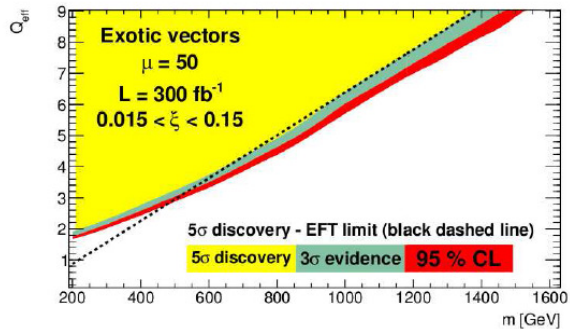 Q_eff
9
8
7
6
5
4
3
2
1
Exotic vectors
μ = 50
L = 300 fb⁻¹
0.015 < ξ < 0.15
5σ discovery - EFT limit (black dashed line)
5σ discovery 3σ evidence 95 % CL
200 400 600 800 1000 1200 1400 1600
m [GeV]